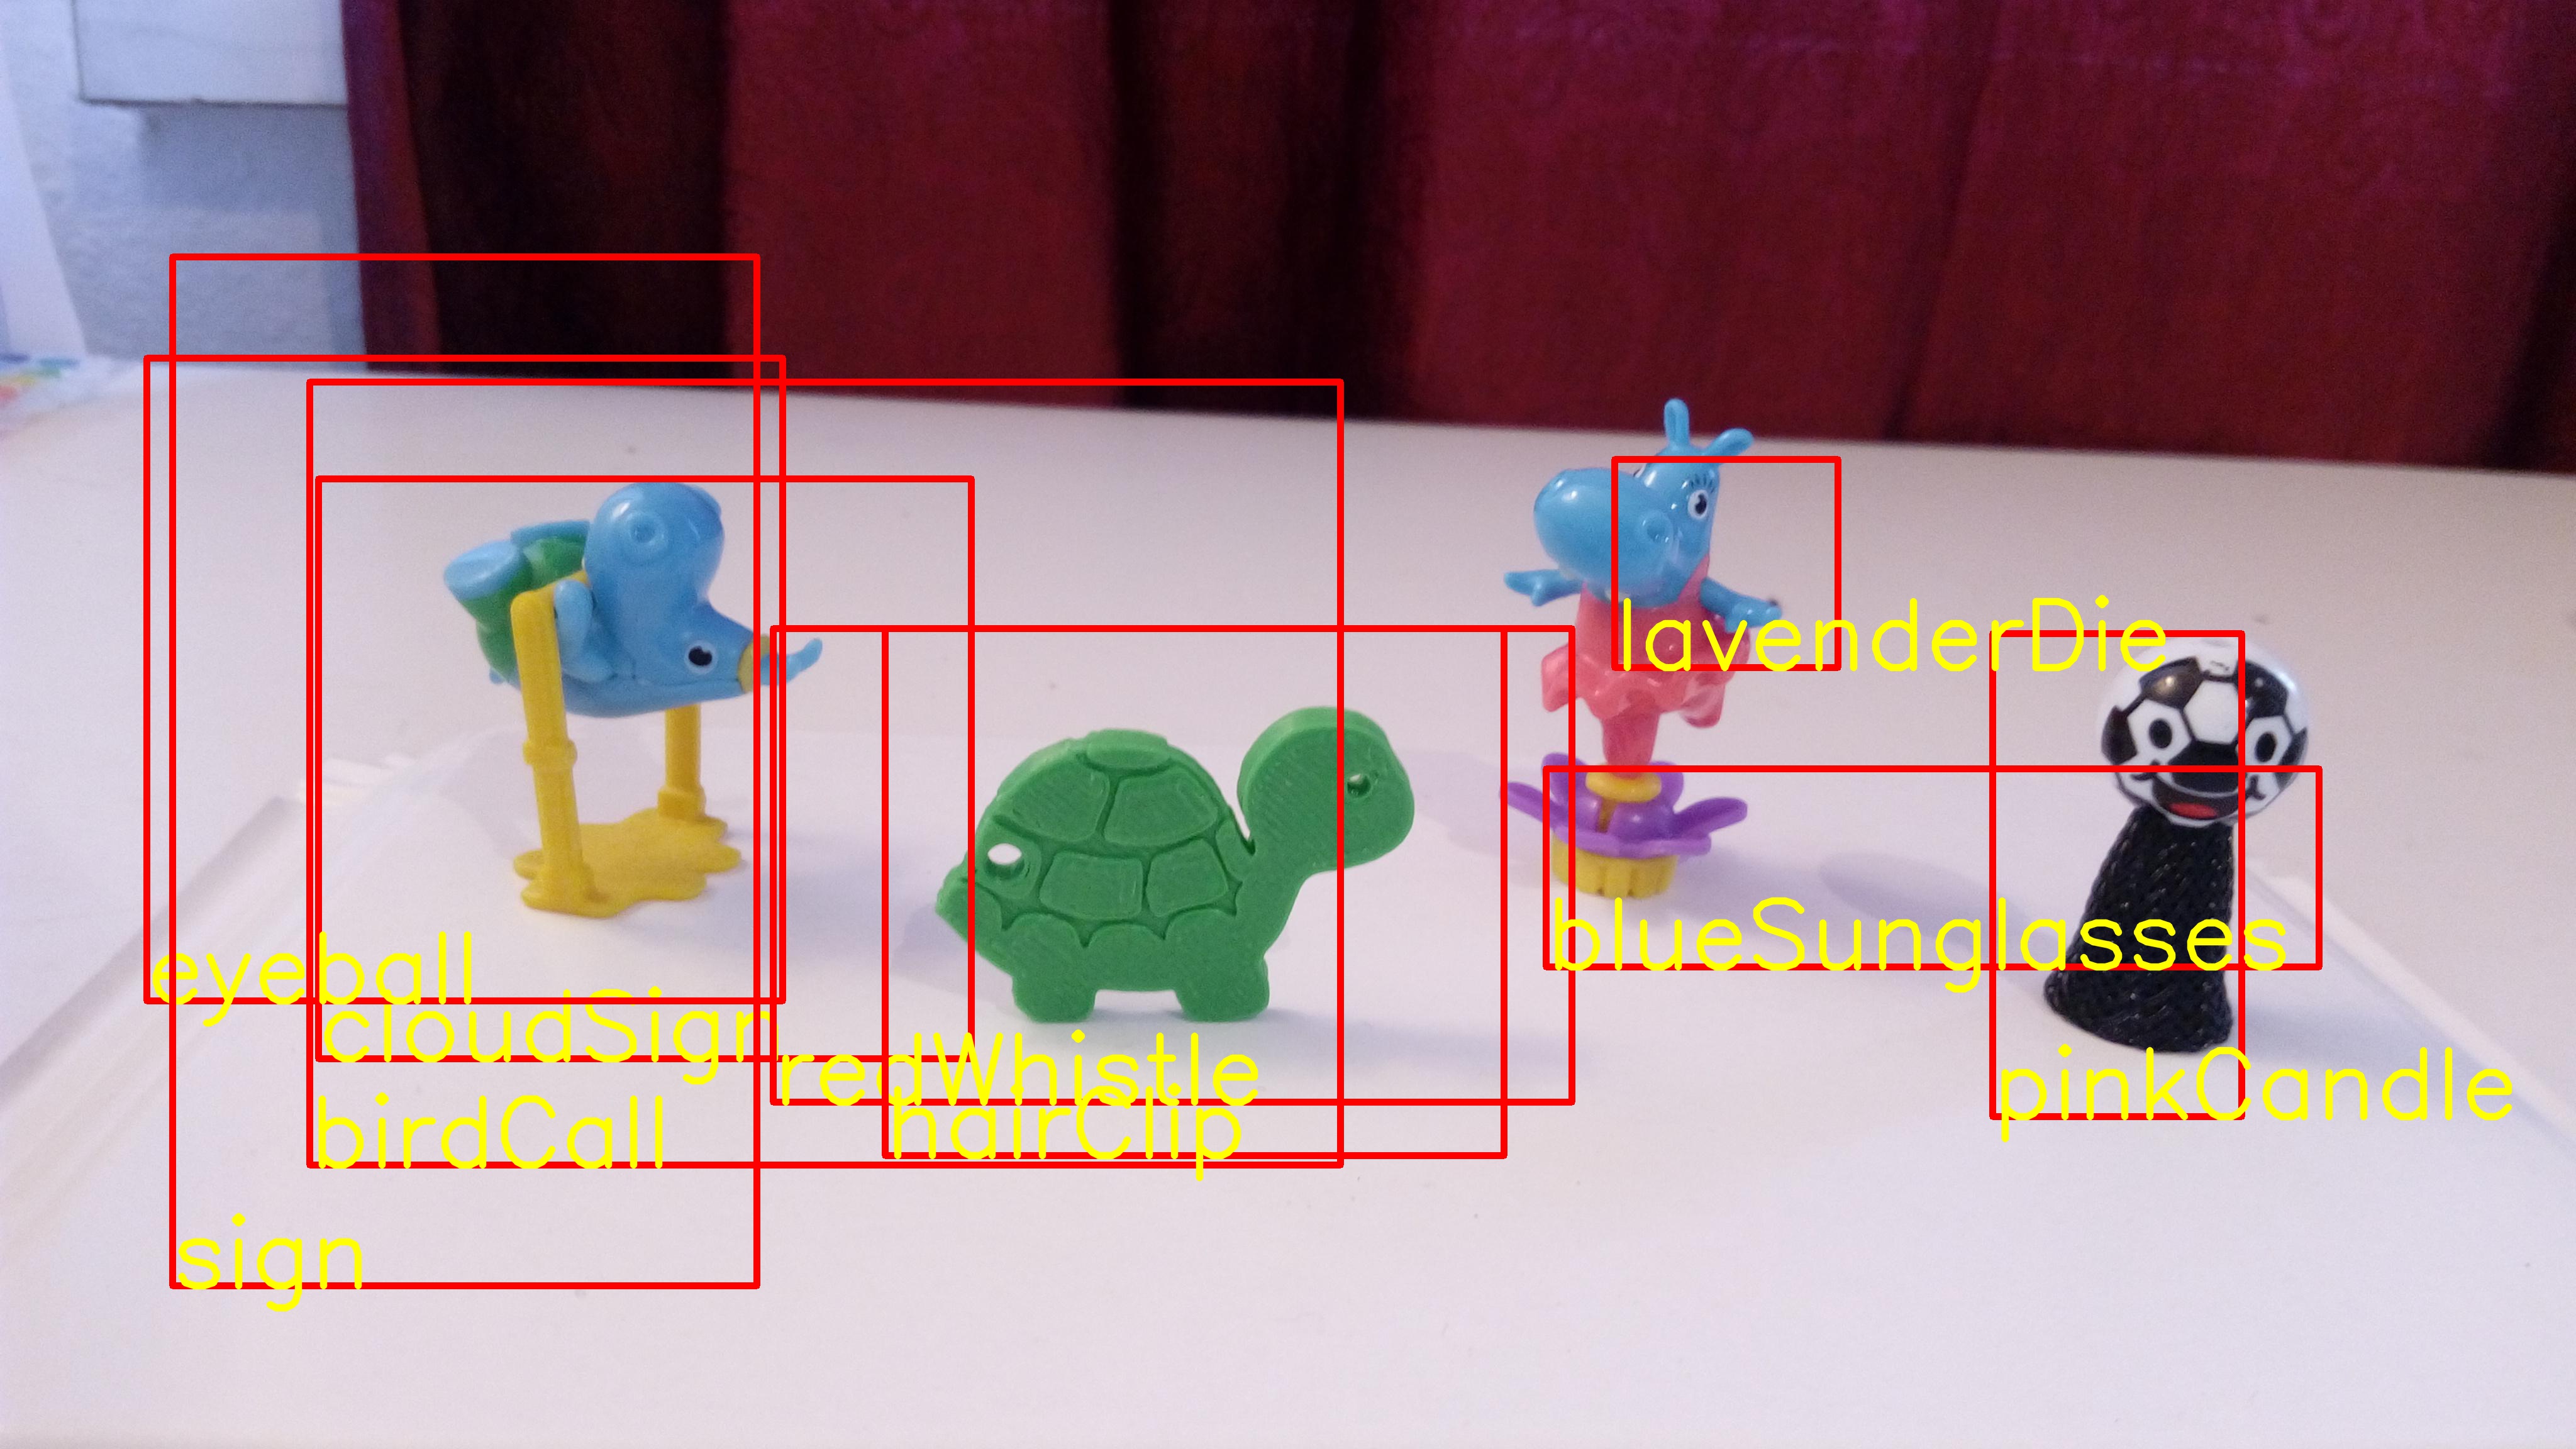 lavenderDie
blueSunglasses
eyeball
cloudSign
redWhistle
pinkCandle
hairClip
birdCall
sign